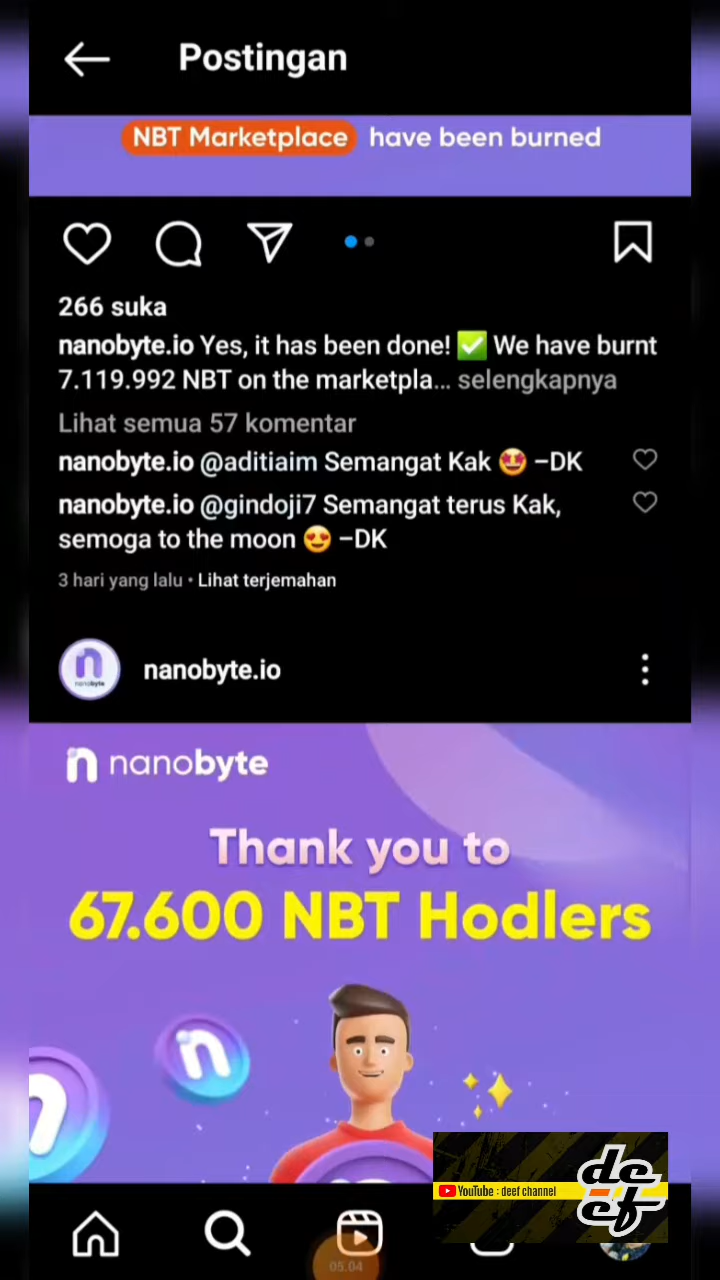 Postingan
NBT Marketplace have been burned
266 suka
nanobyte.io Yes, it has been done! ✅ We have burnt
7.119.992 NBT on the marketpla... selengkapnya
Lihat semua 57 komentar
nanobyte.io @aditiaim Semangat Kak 🤩 –DK
nanobyte.io @gindoji7 Semangat terus Kak,
semoga to the moon 😍 –DK
3 hari yang lalu • Lihat terjemahan
n
nanobyte
nanobyte.io
n nanobyte
Thank you to
67.600 NBT Hodlers
n
n
YouTube : deef channel
deef
05.04